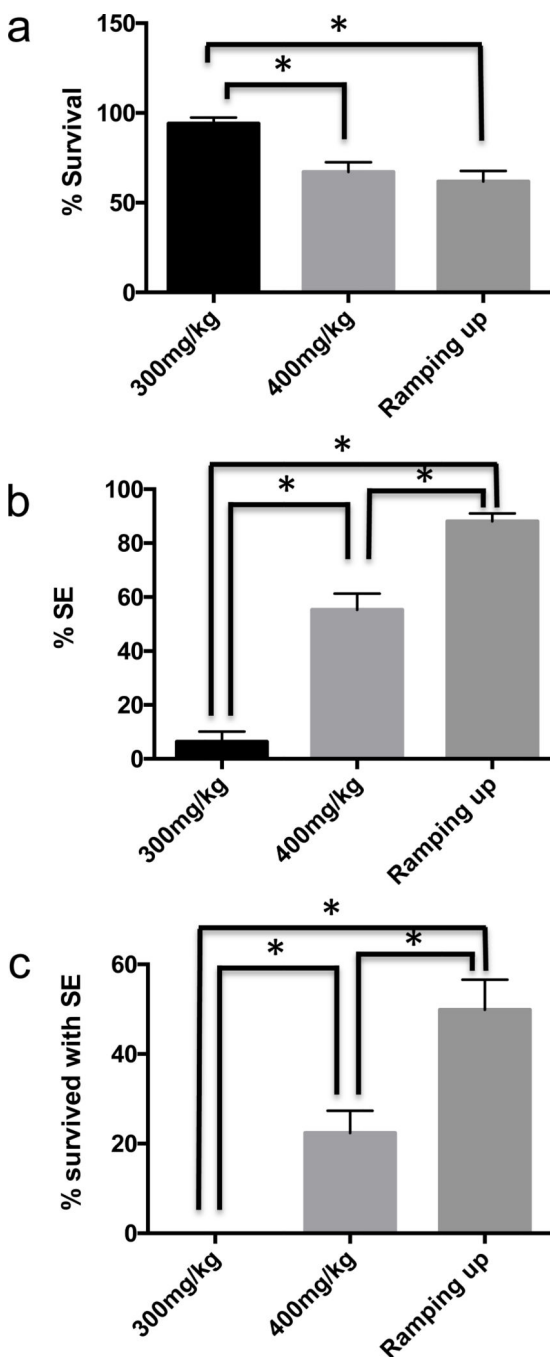 a
% Survival
150
100
50
0
*
*
300mg/kg
400mg/kg
Ramping up
b
% SE
100
80
60
40
20
0
*
*
*
300mg/kg
400mg/kg
Ramping up
c
% survived with SE
60
40
20
0
*
*
*
300mg/kg
400mg/kg
Ramping up